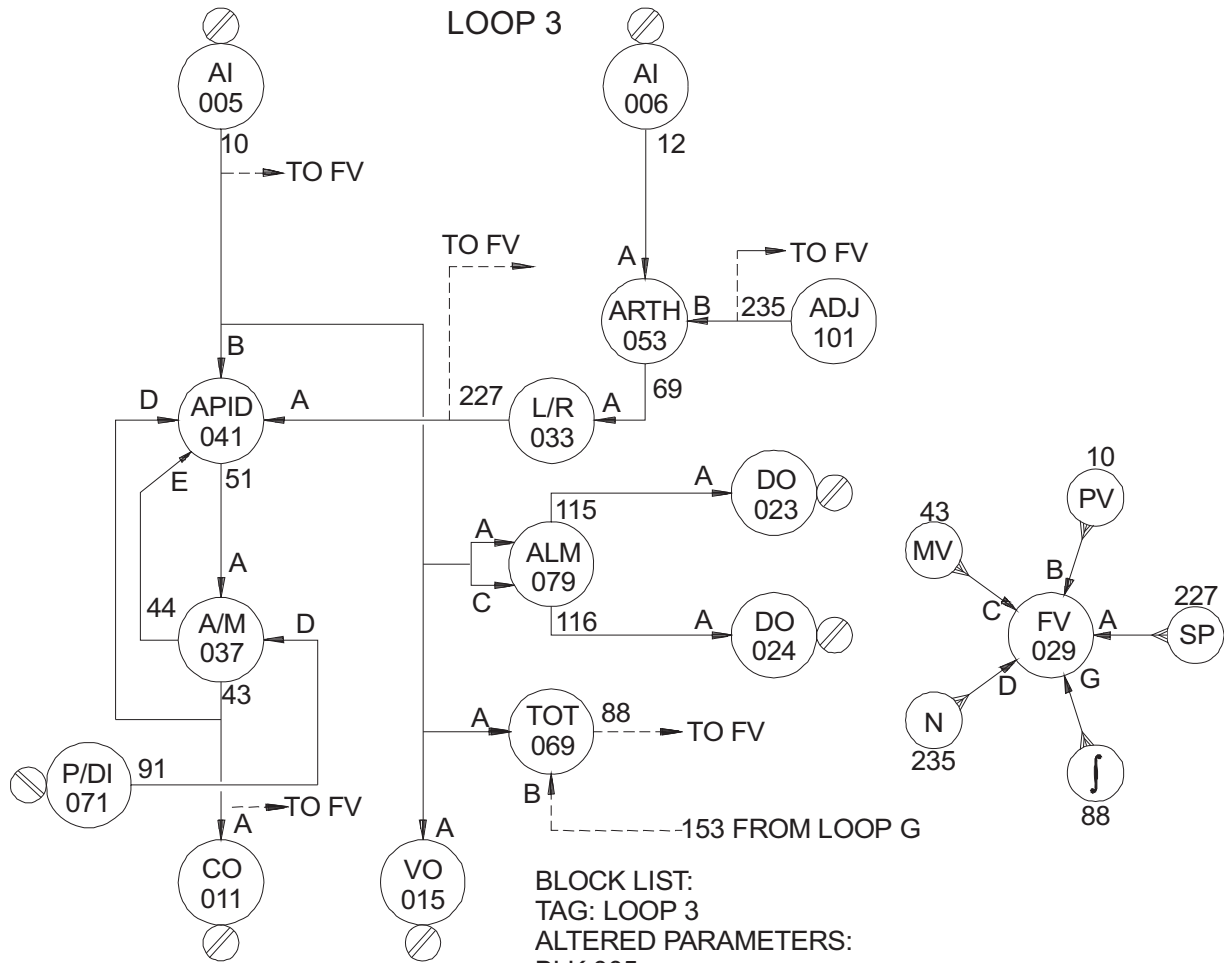 LOOP 3
AI
005
AI
006
10
12
TO FV
TO FV
TO FV
A
B
235
ADJ
101
ARTH
053
B
69
D
APID
041
A
227
L/R
033
A
E
51
A
DO
023
10
PV
115
A
ALM
079
43
MV
B
A
C
44
A/M
037
D
C
FV
029
A
227
SP
116
A
DO
024
43
D
G
N
235
A
TOT
069
88
TO FV
P/DI
071
91
∫
88
TO FV
B
153 FROM LOOP G
A
A
CO
011
VO
015
BLOCK LIST:
TAG: LOOP 3
ALTERED PARAMETERS: